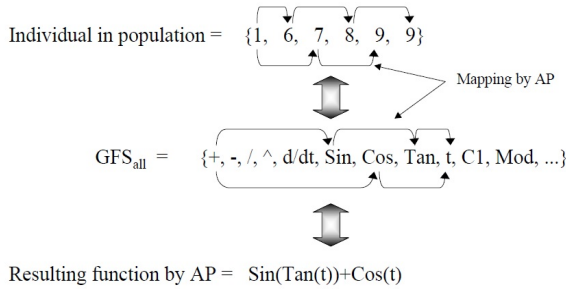 Individual in population = {1, 6, 7, 8, 9, 9}
Mapping by AP
GFSall = {+, -, /, ^, d/dt, Sin, Cos, Tan, t, C1, Mod, ...}
Resulting function by AP = Sin(Tan(t))+Cos(t)